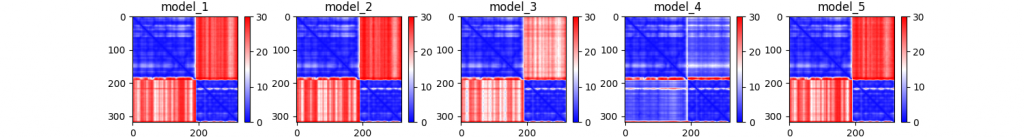 model_1 model_2 model_3 model_4 model_5
0 30 0 30 0 30 0 30 0 30
100 20 100 20 100 20 100 20 100 20
200 10 200 10 200 10 200 10 200 10
300 0 300 0 300 0 300 0 300 0
0 200 0 200 0 200 0 200 0 200